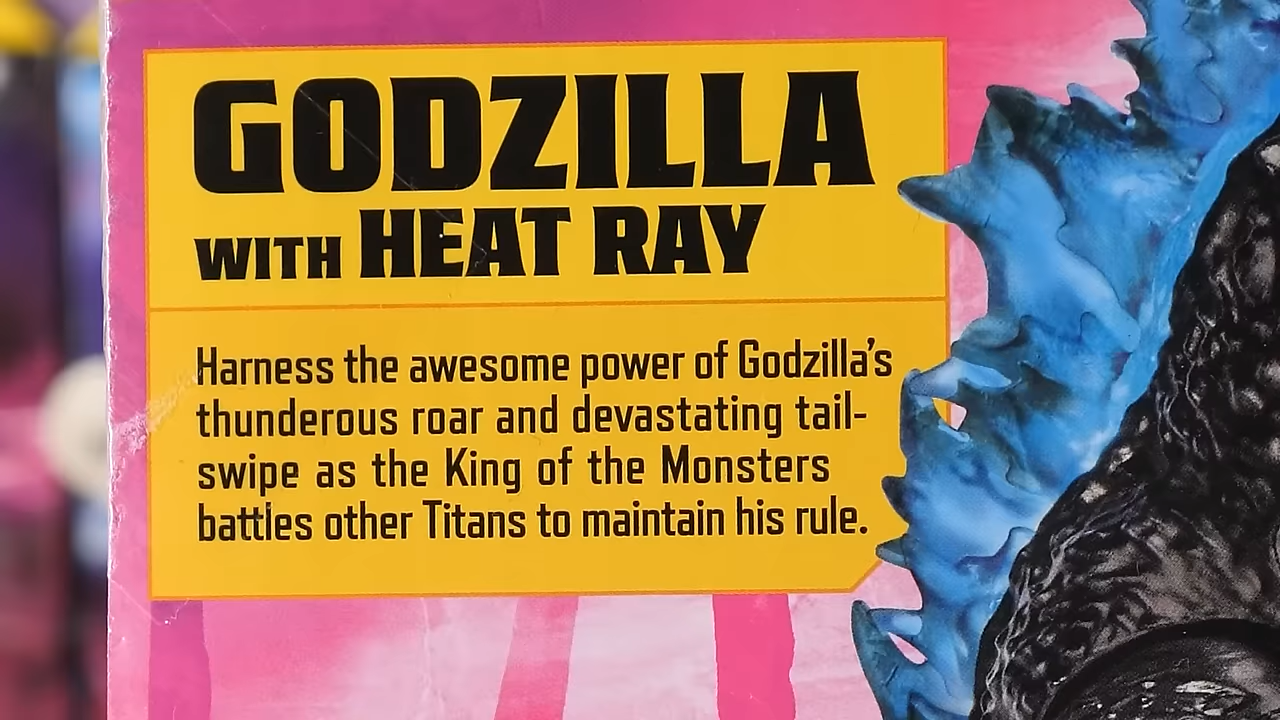 GODZILLA
WITH HEAT RAY
Harness the awesome power of Godzilla's
thunderous roar and devastating tail-
swipe as the King of the Monsters
battles other Titans to maintain his rule.